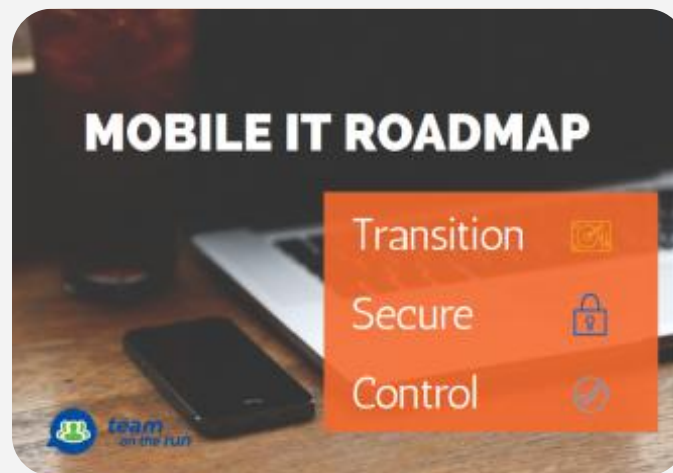 MOBILE IT ROADMAP
Transition
Secure
Control
team
on the run